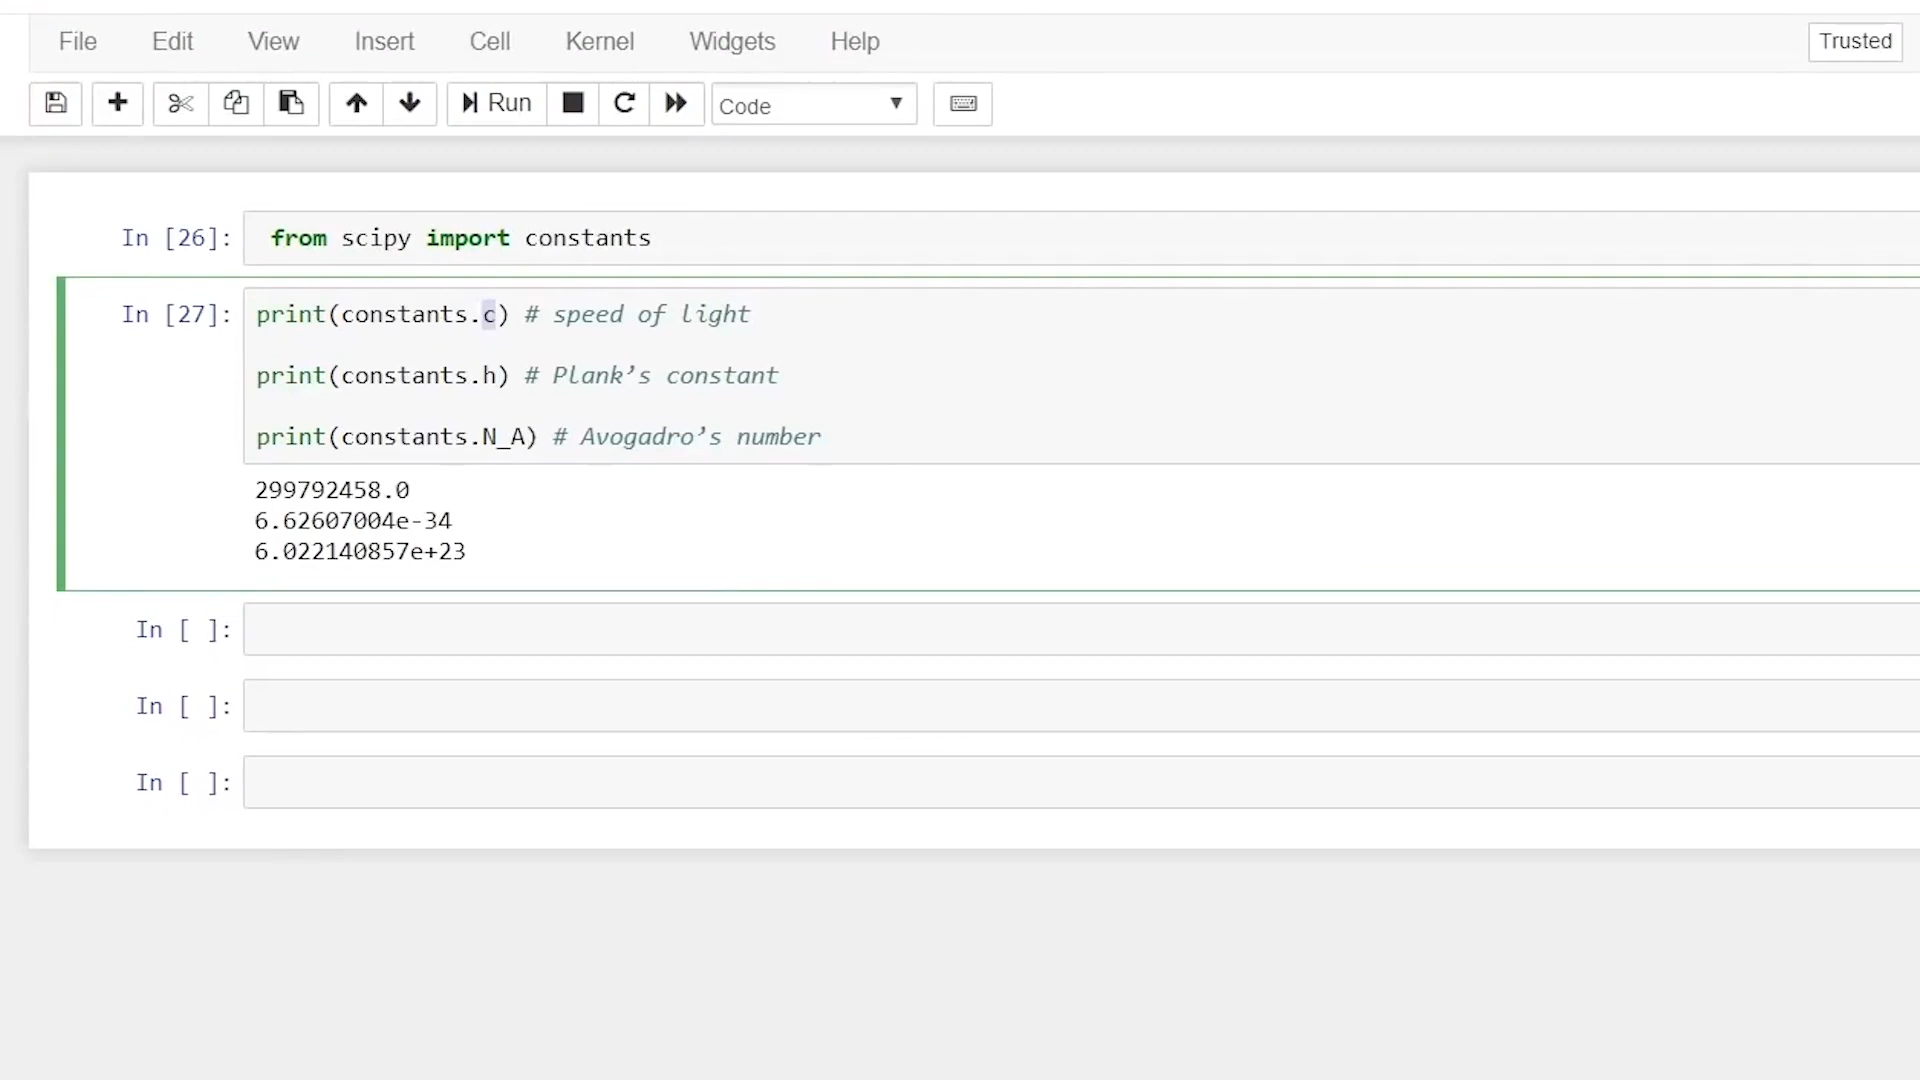 File Edit View Insert Cell Kernel Widgets Help Trusted
Run Code
In [26]: from scipy import constants
In [27]: print(constants.c) # speed of light
print(constants.h) # Plank’s constant
print(constants.N_A) # Avogadro’s number
299792458.0
6.62607004e-34
6.022140857e+23
In [ ]:
In [ ]:
In [ ]: